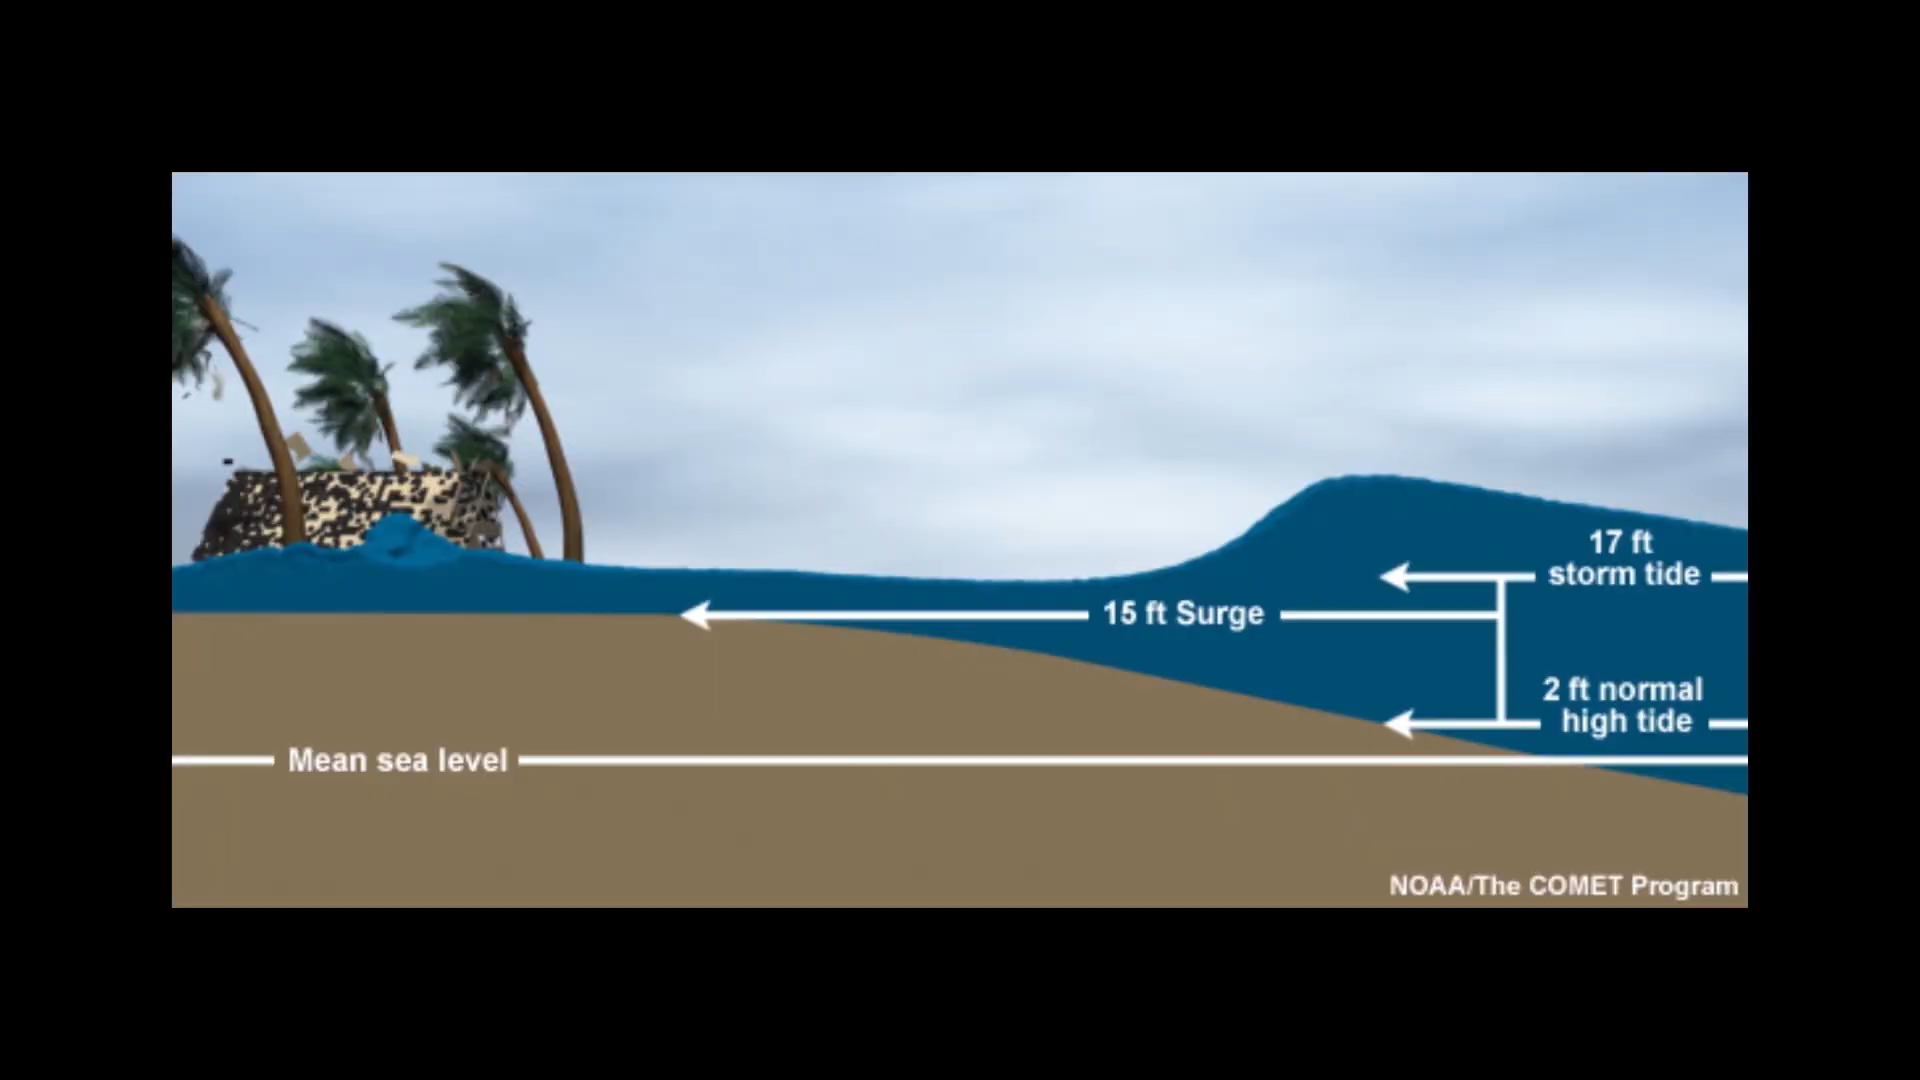 17 ft
storm tide
15 ft Surge
2 ft normal
high tide
Mean sea level
NOAA/The COMET Program